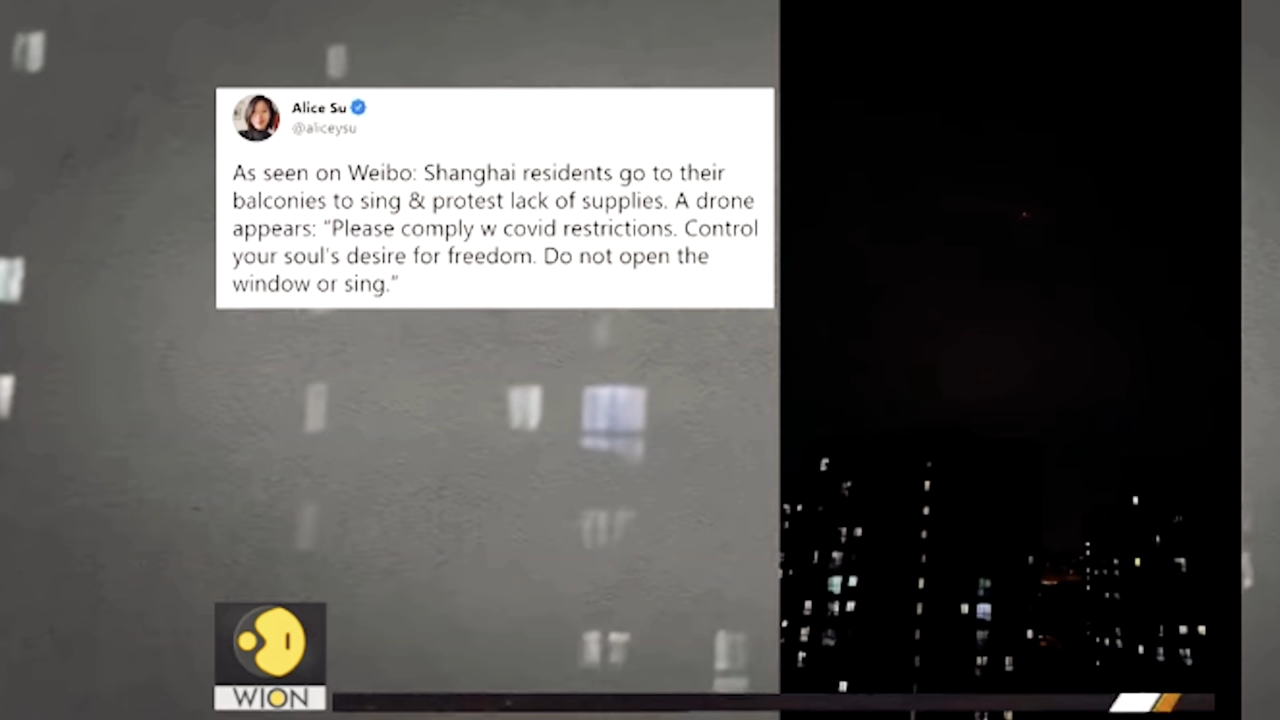 Alice Su
@aliceysu
As seen on Weibo: Shanghai residents go to their
balconies to sing & protest lack of supplies. A drone
appears: "Please comply w covid restrictions. Control
your soul's desire for freedom. Do not open the
window or sing."
WION